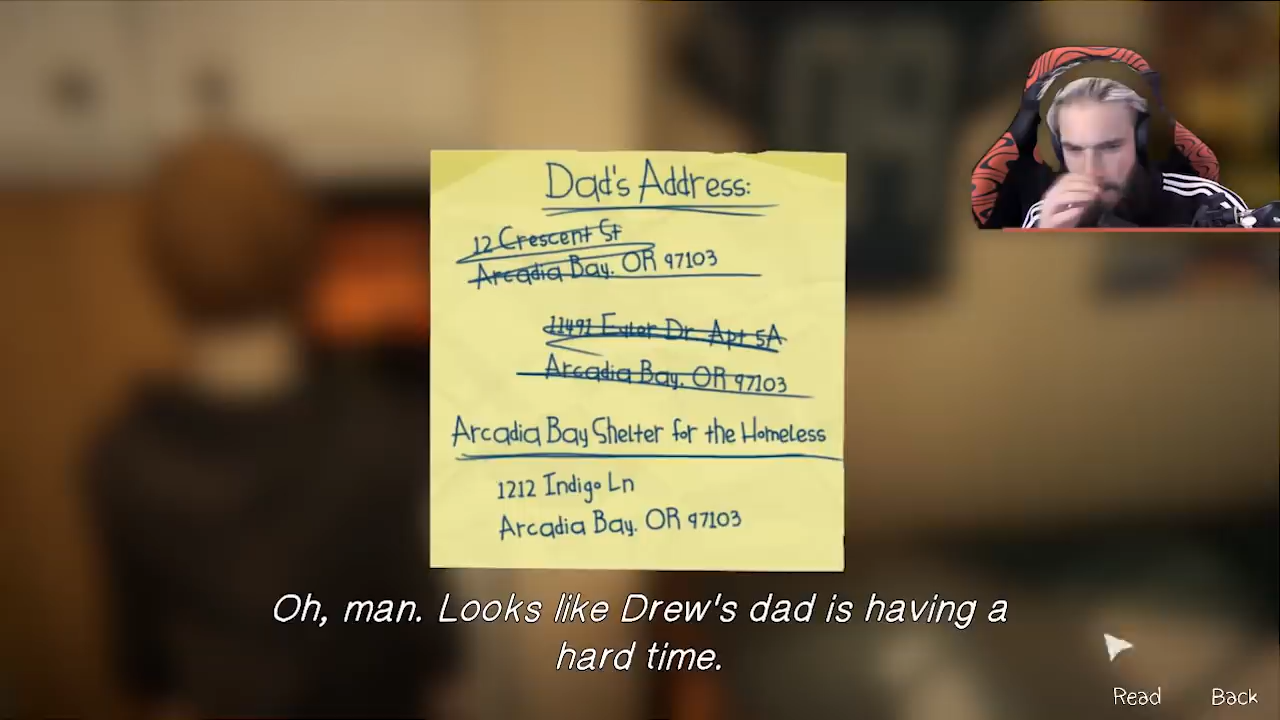 Dad's Address:
12 Crescent St
Arcadia Bay. OR 97103
11491 Dr. Apt 5A
Arcadia Bay. OR 97103
Arcadia Bay Shelter for the Homeless
1212 Indigo Ln
Arcadia Bay. OR 97103
Oh, man. Looks like Drew's dad is having a
hard time.
Read Back